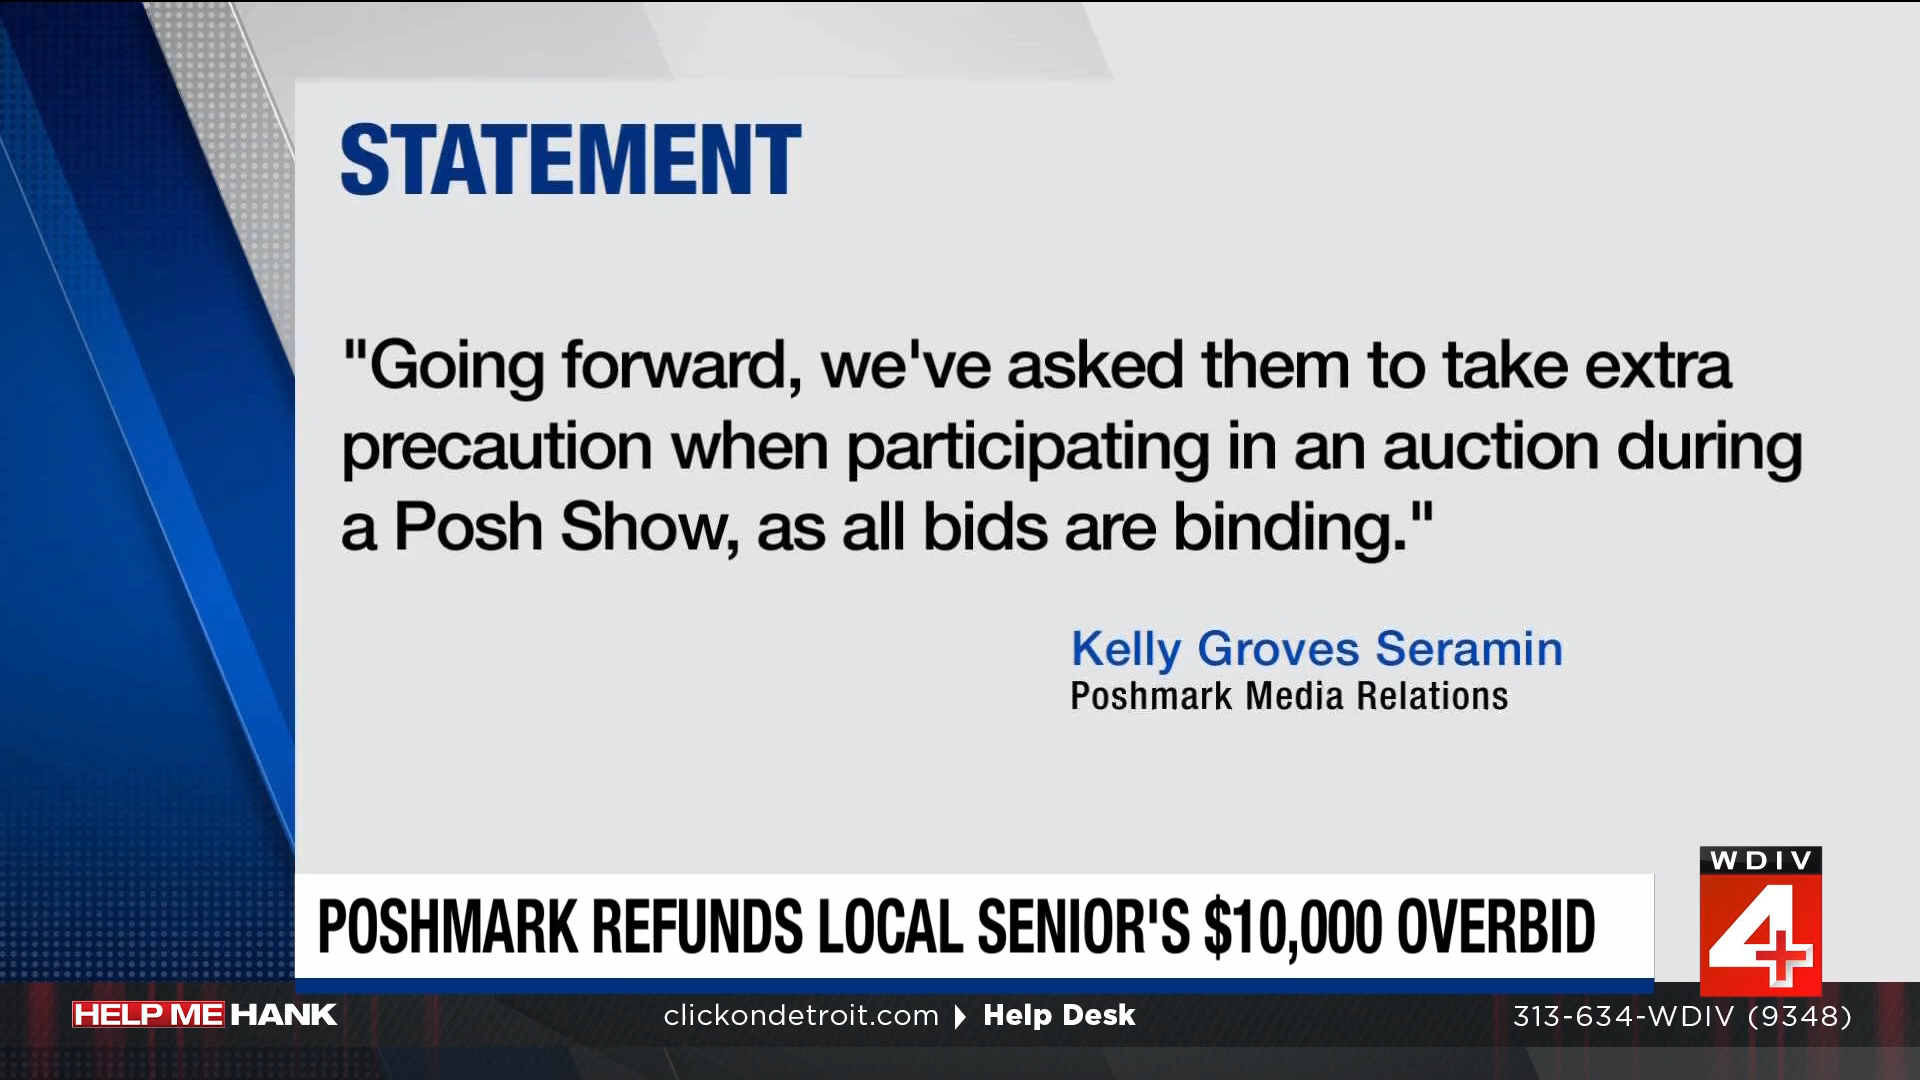 STATEMENT
"Going forward, we've asked them to take extra
precaution when participating in an auction during
a Posh Show, as all bids are binding."
Kelly Groves Seramin
Poshmark Media Relations
POSHMARK REFUNDS LOCAL SENIOR'S $10,000 OVERBID
WDIV
4+
HELP ME HANK
clickondetroit.com Help Desk
313-634-WDIV (9348)